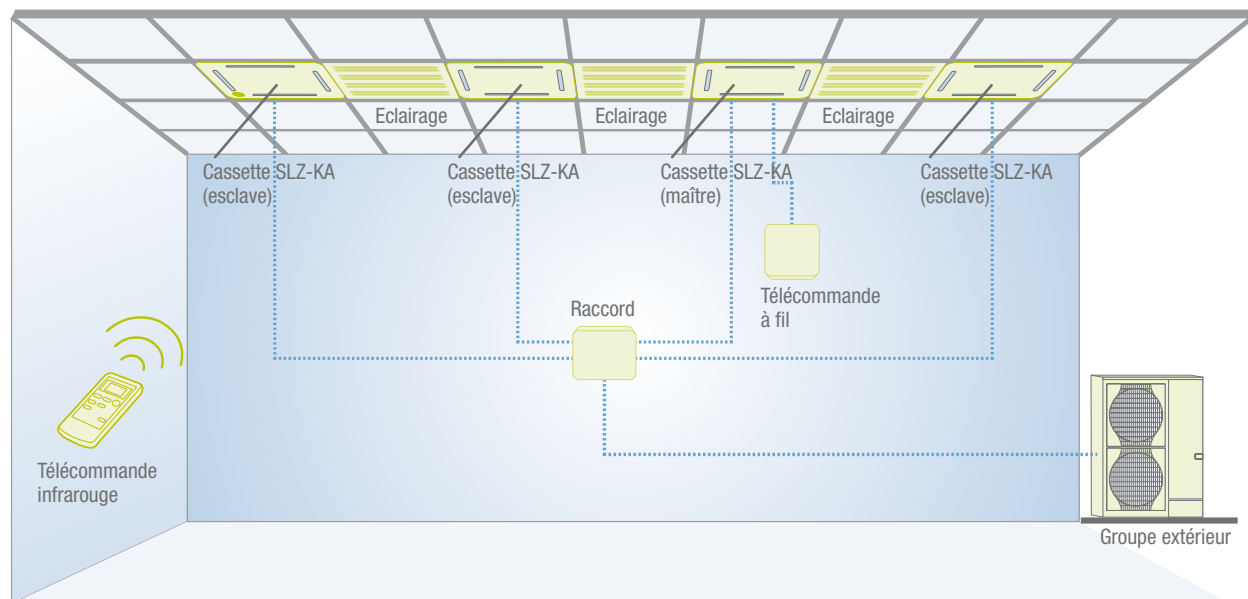 Eclairage
Eclairage
Eclairage
Cassette SLZ-KA
(esclave)
Cassette SLZ-KA
(esclave)
Cassette SLZ-KA
(maître)
Cassette SLZ-KA
(esclave)
Télécommande
à fil
Raccord
Télécommande
infrarouge
Groupe extérieur